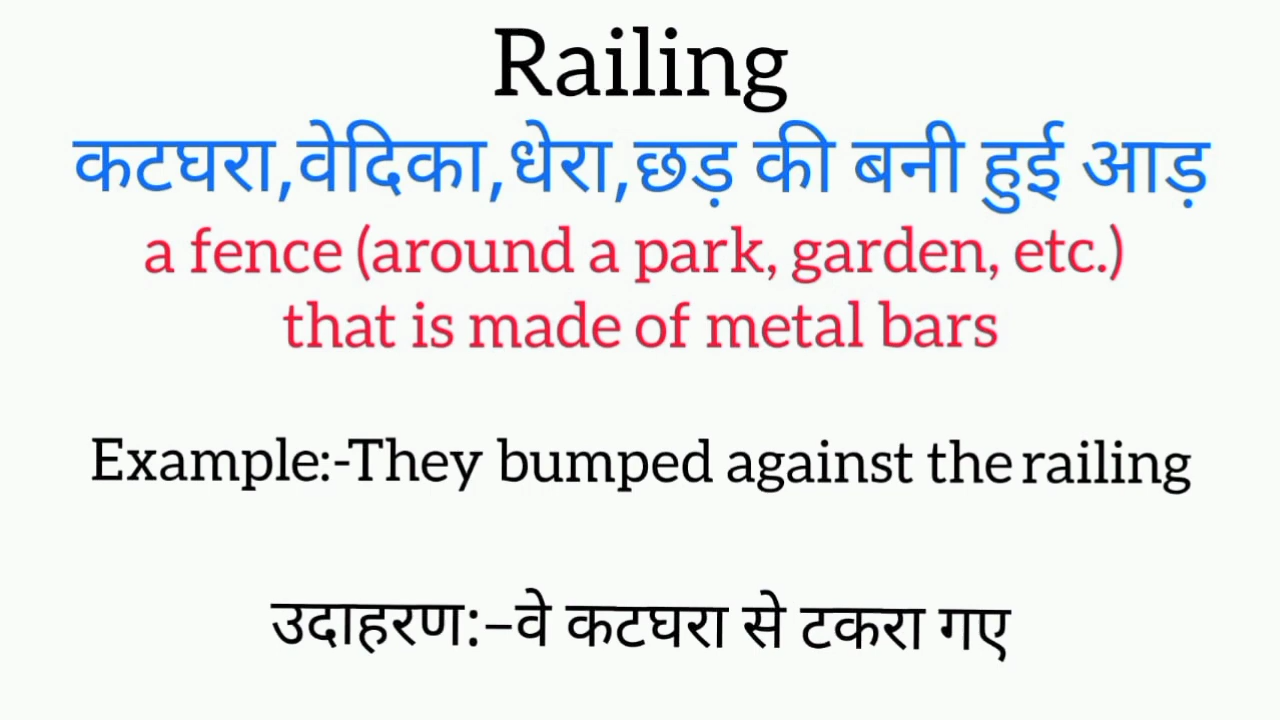 Railing
कटघरा,वेदिका,धेरा,छड़ की बनी हुई आड़
a fence (around a park, garden, etc.)
that is made of metal bars
Example:-They bumped against the railing
उदाहरण:–वे कटघरा से टकरा गए